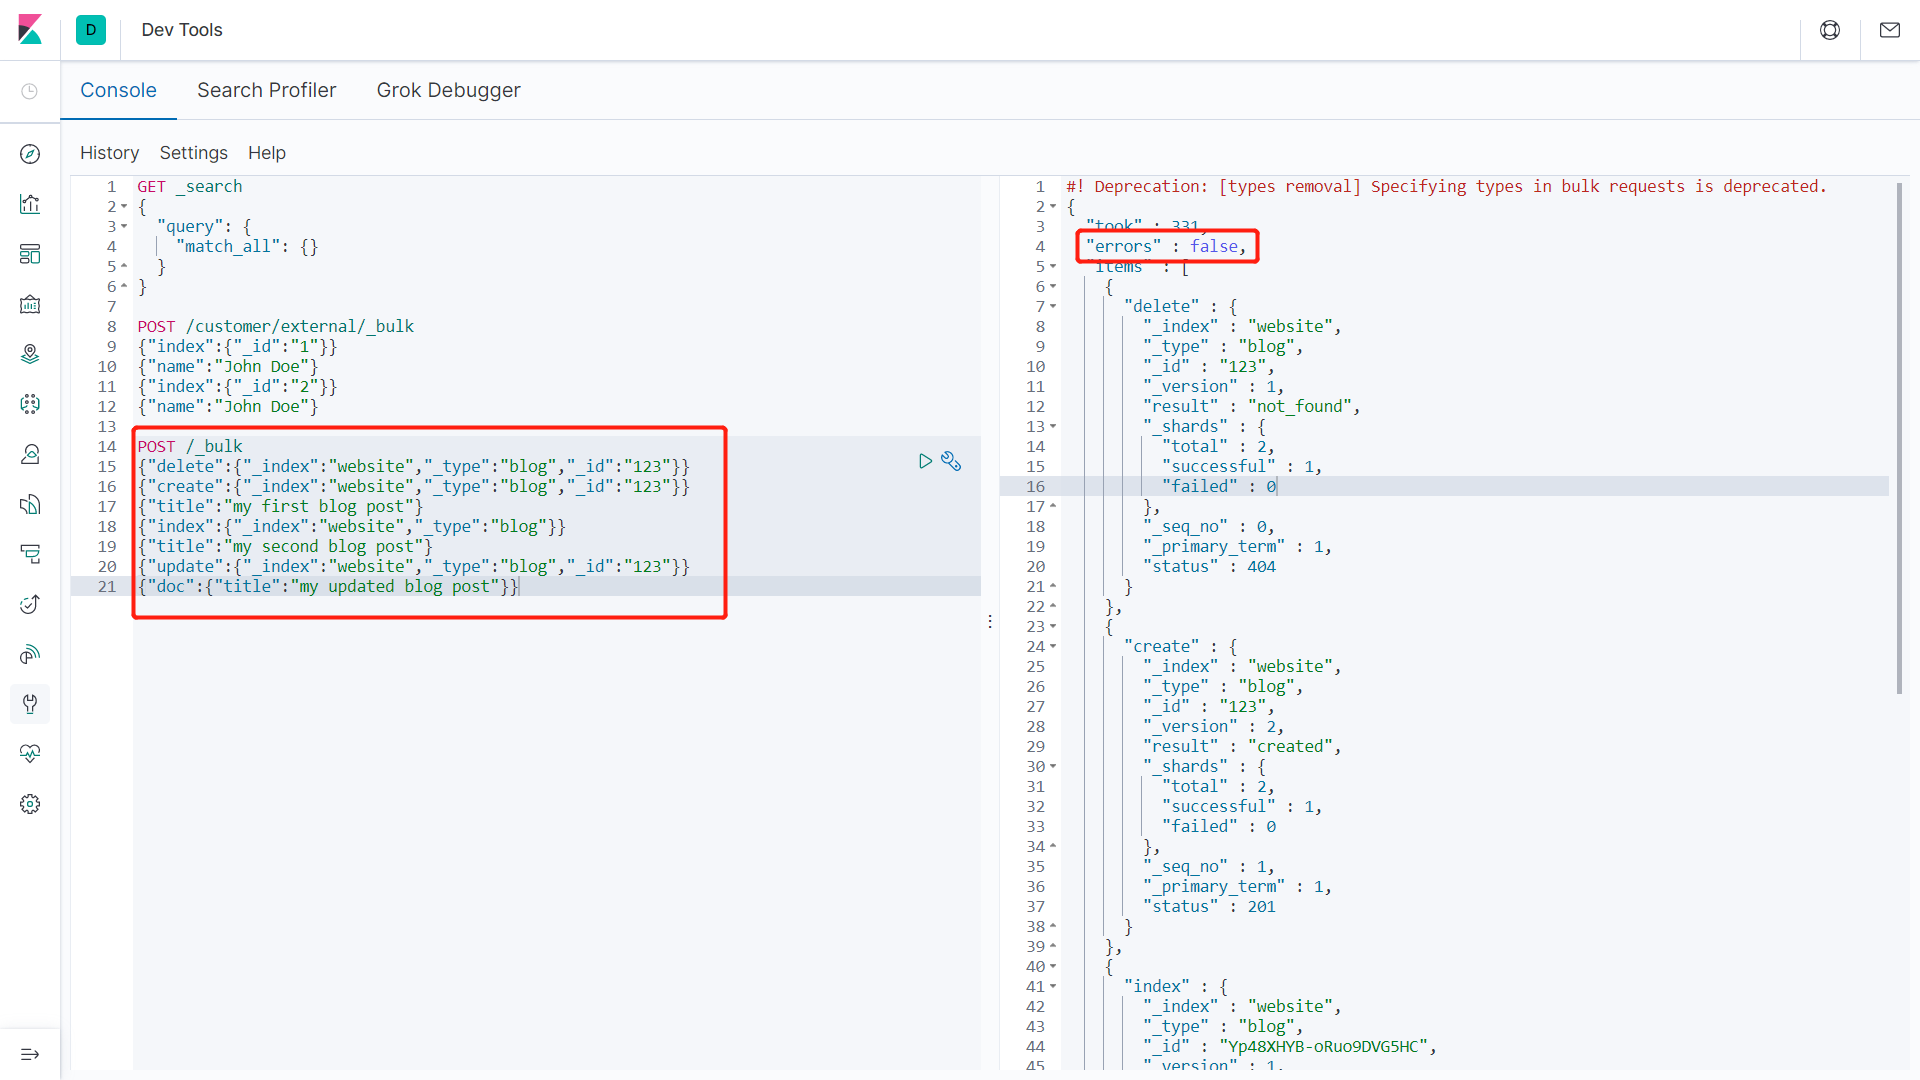 D
Dev Tools
Console
Search Profiler
Grok Debugger
History
Settings
Help
1 GET _search
2 {
3 "query": {
4 "match_all": {}
5 }
6 }
7
8 POST /customer/external/_bulk
9 {"index":{"_id":"1"}}
10 {"name":"John Doe"}
11 {"index":{"_id":"2"}}
12 {"name":"John Doe"}
13
14 POST /_bulk
15 {"delete":{"_index":"website","_type":"blog","_id":"123"}}
16 {"create":{"_index":"website","_type":"blog","_id":"123"}}
17 {"title":"my first blog post"}
18 {"index":{"_index":"website","_type":"blog"}}
19 {"title":"my second blog post"}
20 {"update":{"_index":"website","_type":"blog","_id":"123"}}
21 {"doc":{"title":"my updated blog post"}}
1 #! Deprecation: [types removal] Specifying types in bulk requests is deprecated.
2 {
3 "took" : 331,
4 "errors" : false,
5 "items" : [
6 {
7 "delete" : {
8 "_index" : "website",
9 "_type" : "blog",
10 "_id" : "123",
11 "_version" : 1,
12 "result" : "not_found",
13 "_shards" : {
14 "total" : 2,
15 "successful" : 1,
16 "failed" : 0
17 },
18 "_seq_no" : 0,
19 "_primary_term" : 1,
20 "status" : 404
21 }
22 },
23 {
24 "create" : {
25 "_index" : "website",
26 "_type" : "blog",
27 "_id" : "123",
28 "_version" : 2,
29 "result" : "created",
30 "_shards" : {
31 "total" : 2,
32 "successful" : 1,
33 "failed" : 0
34 },
35 "_seq_no" : 1,
36 "_primary_term" : 1,
37 "status" : 201
38 }
39 },
40 {
41 "index" : {
42 "_index" : "website",
43 "_type" : "blog",
44 "_id" : "Yp48XHYB-oRuo9DVG5HC",
45 "_version" : 1,